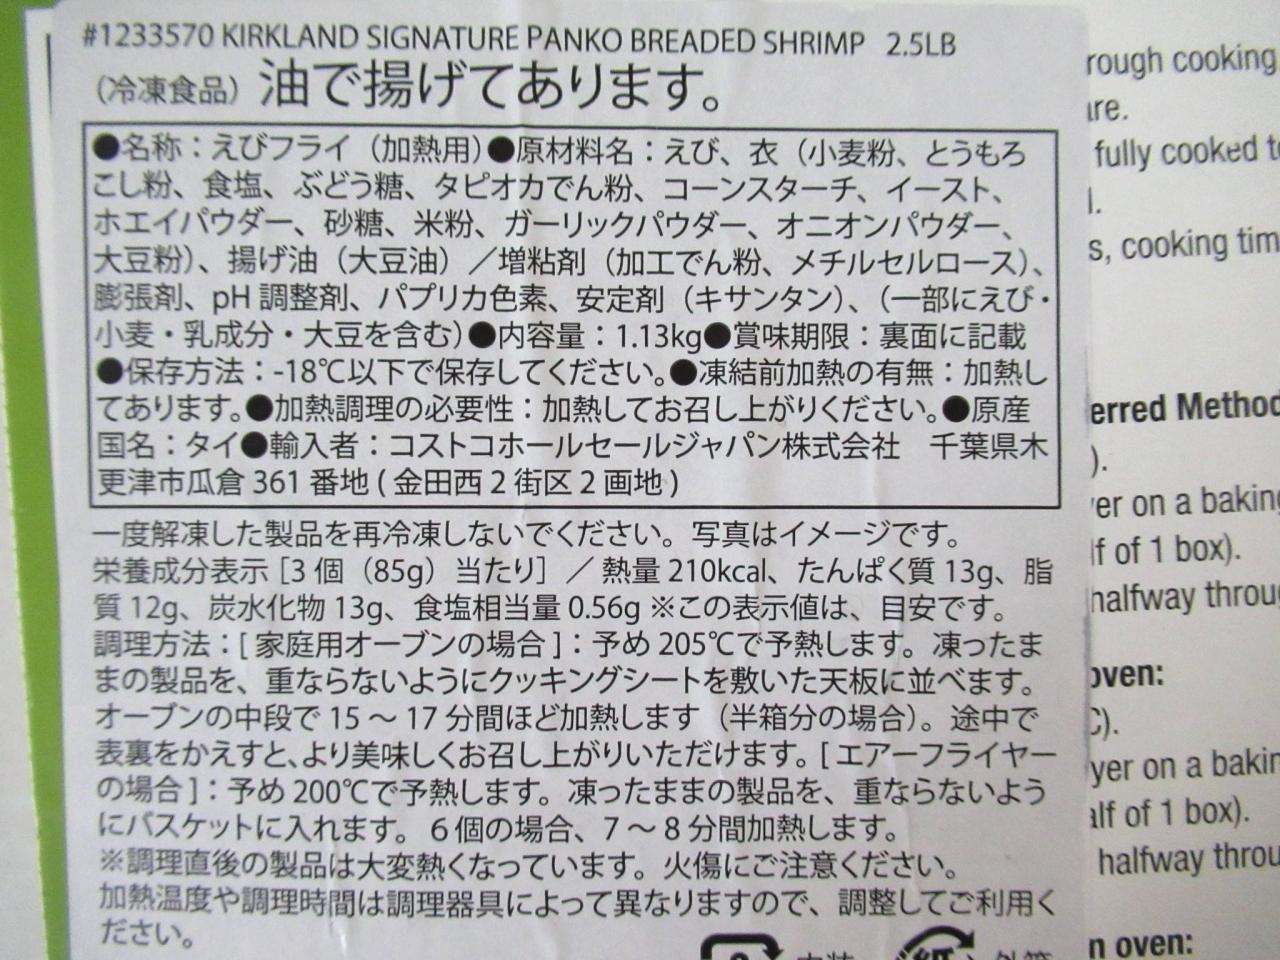 #1233570 KIRKLAND SIGNATURE PANKO BREADED SHRIMP 2.5LB
（冷凍食品）油で揚げてあります。
●名称：えびフライ（加熱用）●原材料名：えび、衣（小麦粉、とうもろ
こし粉、食塩、ぶどう糖、タピオカでん粉、コーンスターチ、イースト、
ホエイパウダー、砂糖、米粉、ガーリックパウダー、オニオンパウダー、
大豆粉）、揚げ油（大豆油）／増粘剤（加工でん粉、メチルセルロース）、
膨張剤、pH 調整剤、パプリカ色素、安定剤（キサンタン）、（一部にえび・
小麦・乳成分・大豆を含む）●内容量：1.13kg●賞味期限：裏面に記載
●保存方法：-18℃以下で保存してください。●凍結前加熱の有無：加熱し
てあります。●加熱調理の必要性：加熱してお召し上がりください。●原産
国名：タイ●輸入者：コストコホールセールジャパン株式会社　千葉県木
更津市瓜倉 361 番地 ( 金田西 2 街区 2 画地 )
一度解凍した製品を再冷凍しないでください。写真はイメージです。
栄養成分表示［3 個（85g）当たり］／ 熱量 210kcal、たんぱく質 13g、脂
質 12g、炭水化物 13g、食塩相当量 0.56g ※この表示値は、目安です。
調理方法：[ 家庭用オーブンの場合 ]：予め 205℃で予熱します。凍ったま
まの製品を、重ならないようにクッキングシートを敷いた天板に並べます。
オーブンの中段で 15 ～ 17 分間ほど加熱します（半箱分の場合）。途中で
表裏をかえすと、より美味しくお召し上がりいただけます。[ エアーフライヤー
の場合 ]：予め 200℃で予熱します。凍ったままの製品を、重ならないよう
にバスケットに入れます。６個の場合、７～８分間加熱します。
※調理直後の製品は大変熱くなっています。火傷にご注意ください。
加熱温度や調理時間は調理器具によって異なりますので、調整してご利用く
ださい。
rough cooking
are.
fully cooked to
s, cooking tim
erred Method
).
er on a baking
lf of 1 box).
halfway throu
oven:
C).
yer on a bakin
alf of 1 box).
halfway throu
n oven: